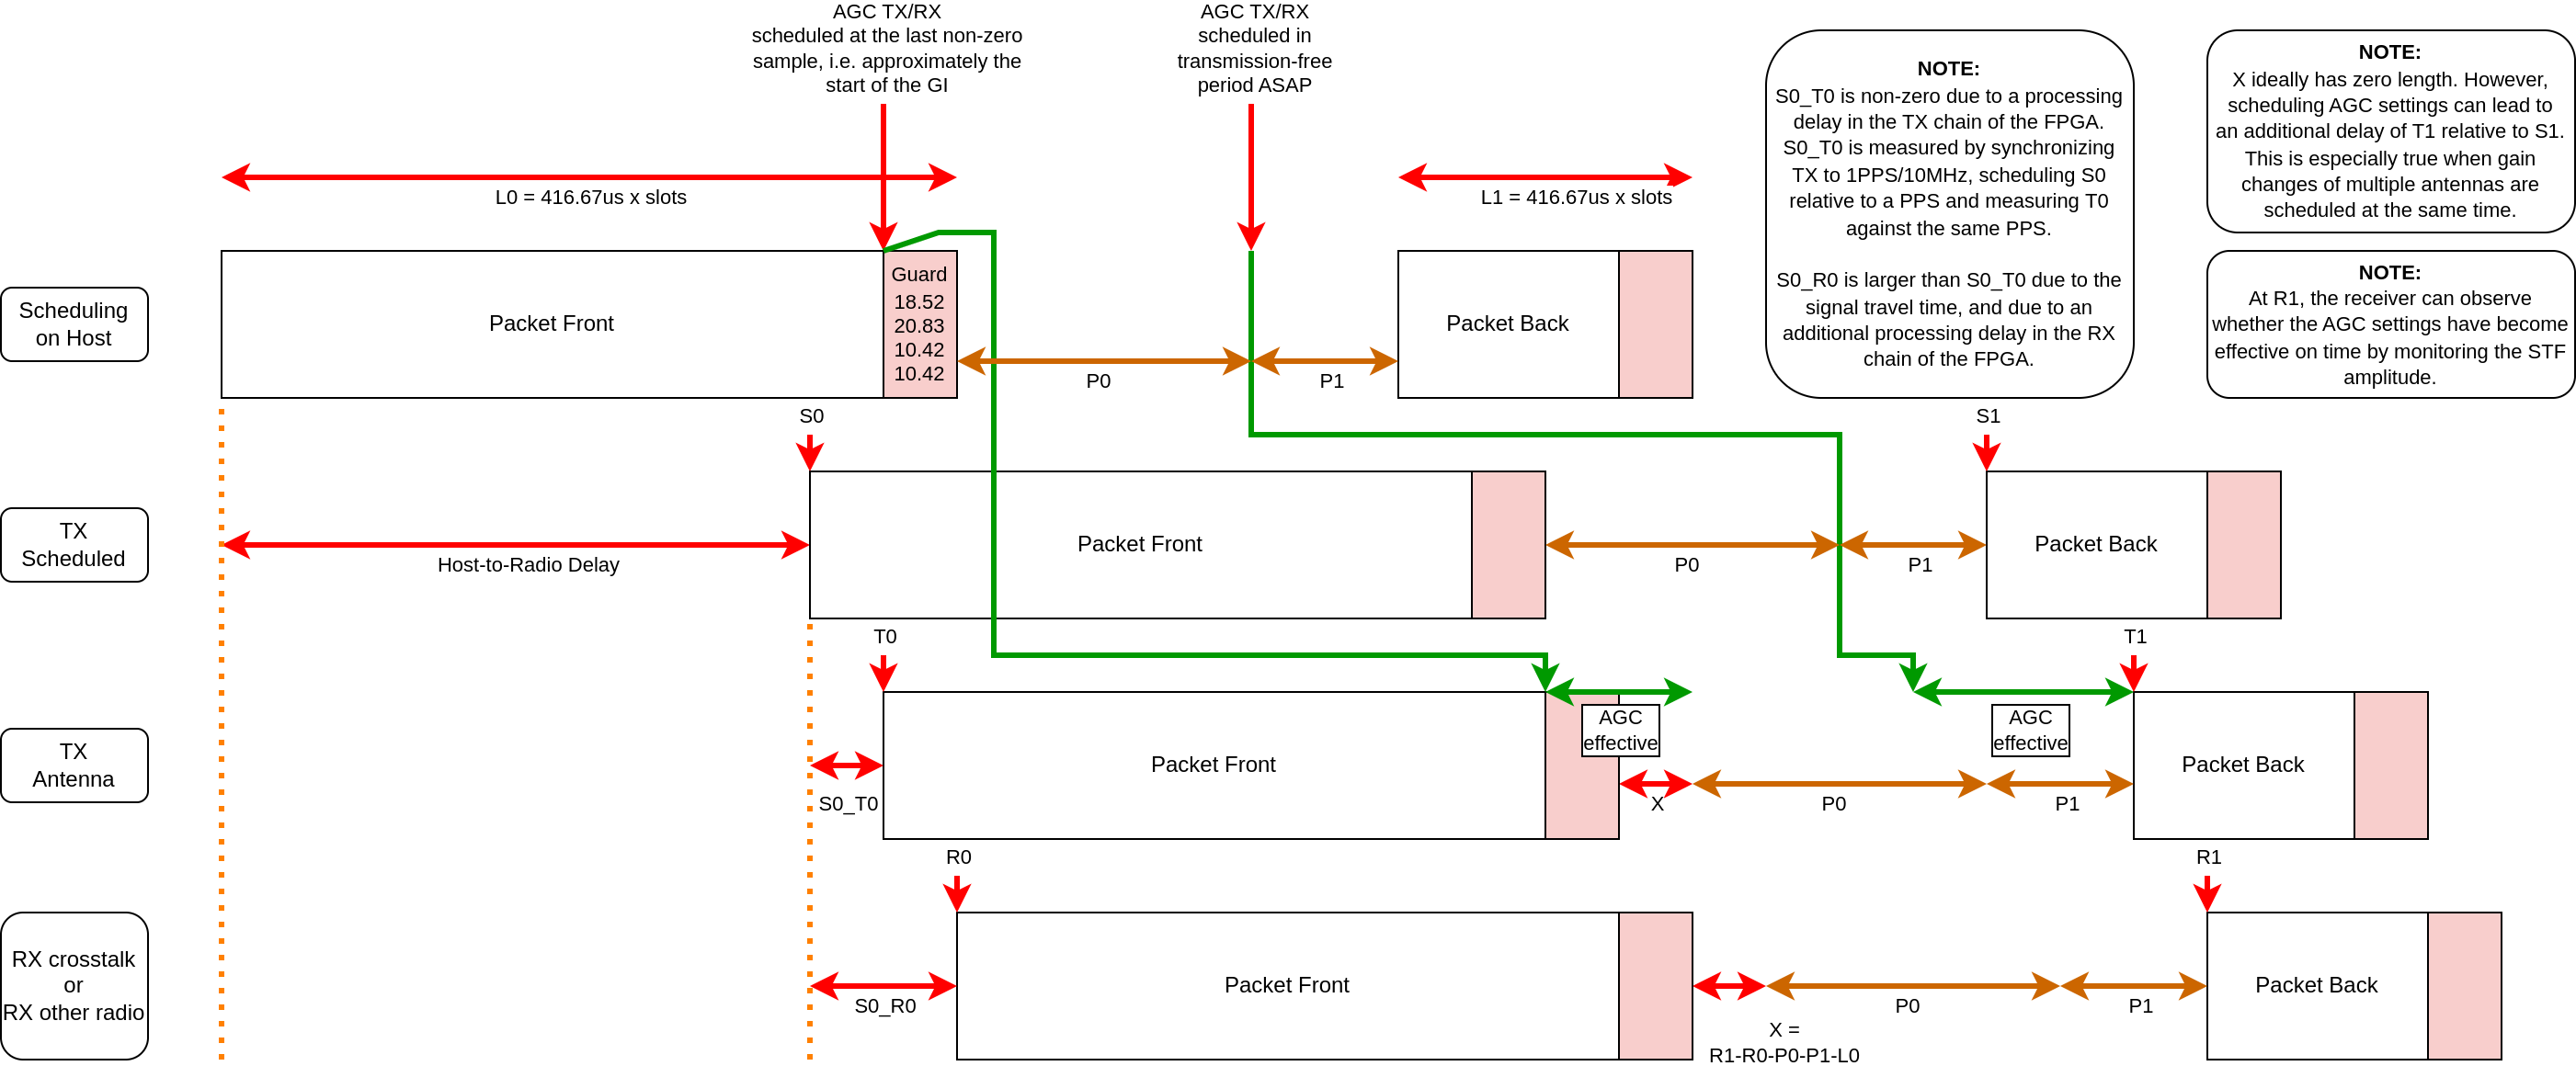 AGC TX/RX
scheduled at the last non-zero
sample, i.e. approximately the
start of the GI
AGC TX/RX
scheduled in
transmission-free
period ASAP
NOTE:
S0_T0 is non-zero due to a processing
delay in the TX chain of the FPGA.
S0_T0 is measured by synchronizing
TX to 1PPS/10MHz, scheduling S0
relative to a PPS and measuring T0
against the same PPS.
S0_R0 is larger than S0_T0 due to the
signal travel time, and due to an
additional processing delay in the RX
chain of the FPGA.
NOTE:
X ideally has zero length. However,
scheduling AGC settings can lead to
an additional delay of T1 relative to S1.
This is especially true when gain
changes of multiple antennas are
scheduled at the same time.
NOTE:
At R1, the receiver can observe
whether the AGC settings have become
effective on time by monitoring the STF
amplitude.
L0 = 416.67us x slots
L1 = 416.67us x slots
Scheduling
on Host
Packet Front
Guard
18.52
20.83
10.42
10.42
P0
P1
Packet Back
S0
S1
TX
Scheduled
Host-to-Radio Delay
Packet Front
P0
P1
Packet Back
T0
T1
TX
Antenna
S0_T0
Packet Front
AGC
effective
X
P0
AGC
effective
P1
Packet Back
R0
R1
RX crosstalk
or
RX other radio
S0_R0
Packet Front
X =
R1-R0-P0-P1-L0
P0
P1
Packet Back